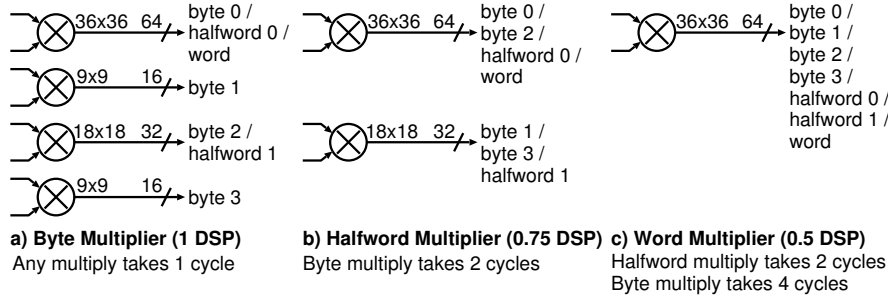 36x36 64
byte 0 /
halfword 0 /
word
9x9 16
byte 1
18x18 32
byte 2 /
halfword 1
9x9 16
byte 3
a) Byte Multiplier (1 DSP)
Any multiply takes 1 cycle
36x36 64
byte 0 /
byte 2 /
halfword 0 /
word
18x18 32
byte 1 /
byte 3 /
halfword 1
b) Halfword Multiplier (0.75 DSP)
Byte multiply takes 2 cycles
36x36 64
byte 0 /
byte 1 /
byte 2 /
byte 3 /
halfword 0 /
halfword 1 /
word
c) Word Multiplier (0.5 DSP)
Halfword multiply takes 2 cycles
Byte multiply takes 4 cycles